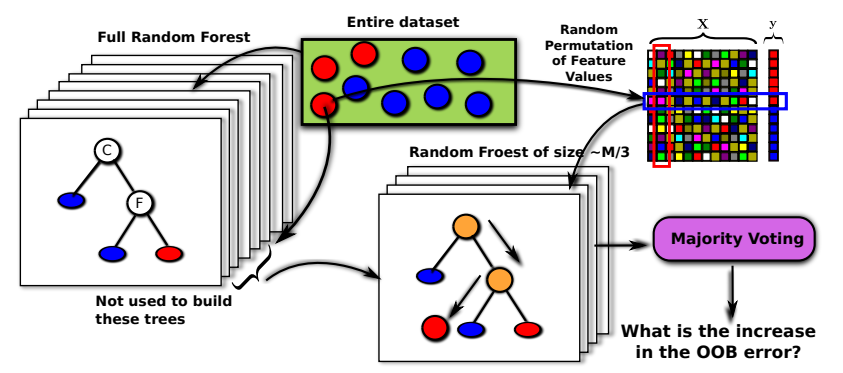 Entire dataset
Full Random Forest
Random
Permutation
of Feature
Values
X
y
C
F
Random Froest of size ~M/3
Not used to build
these trees
Majority Voting
What is the increase
in the OOB error?